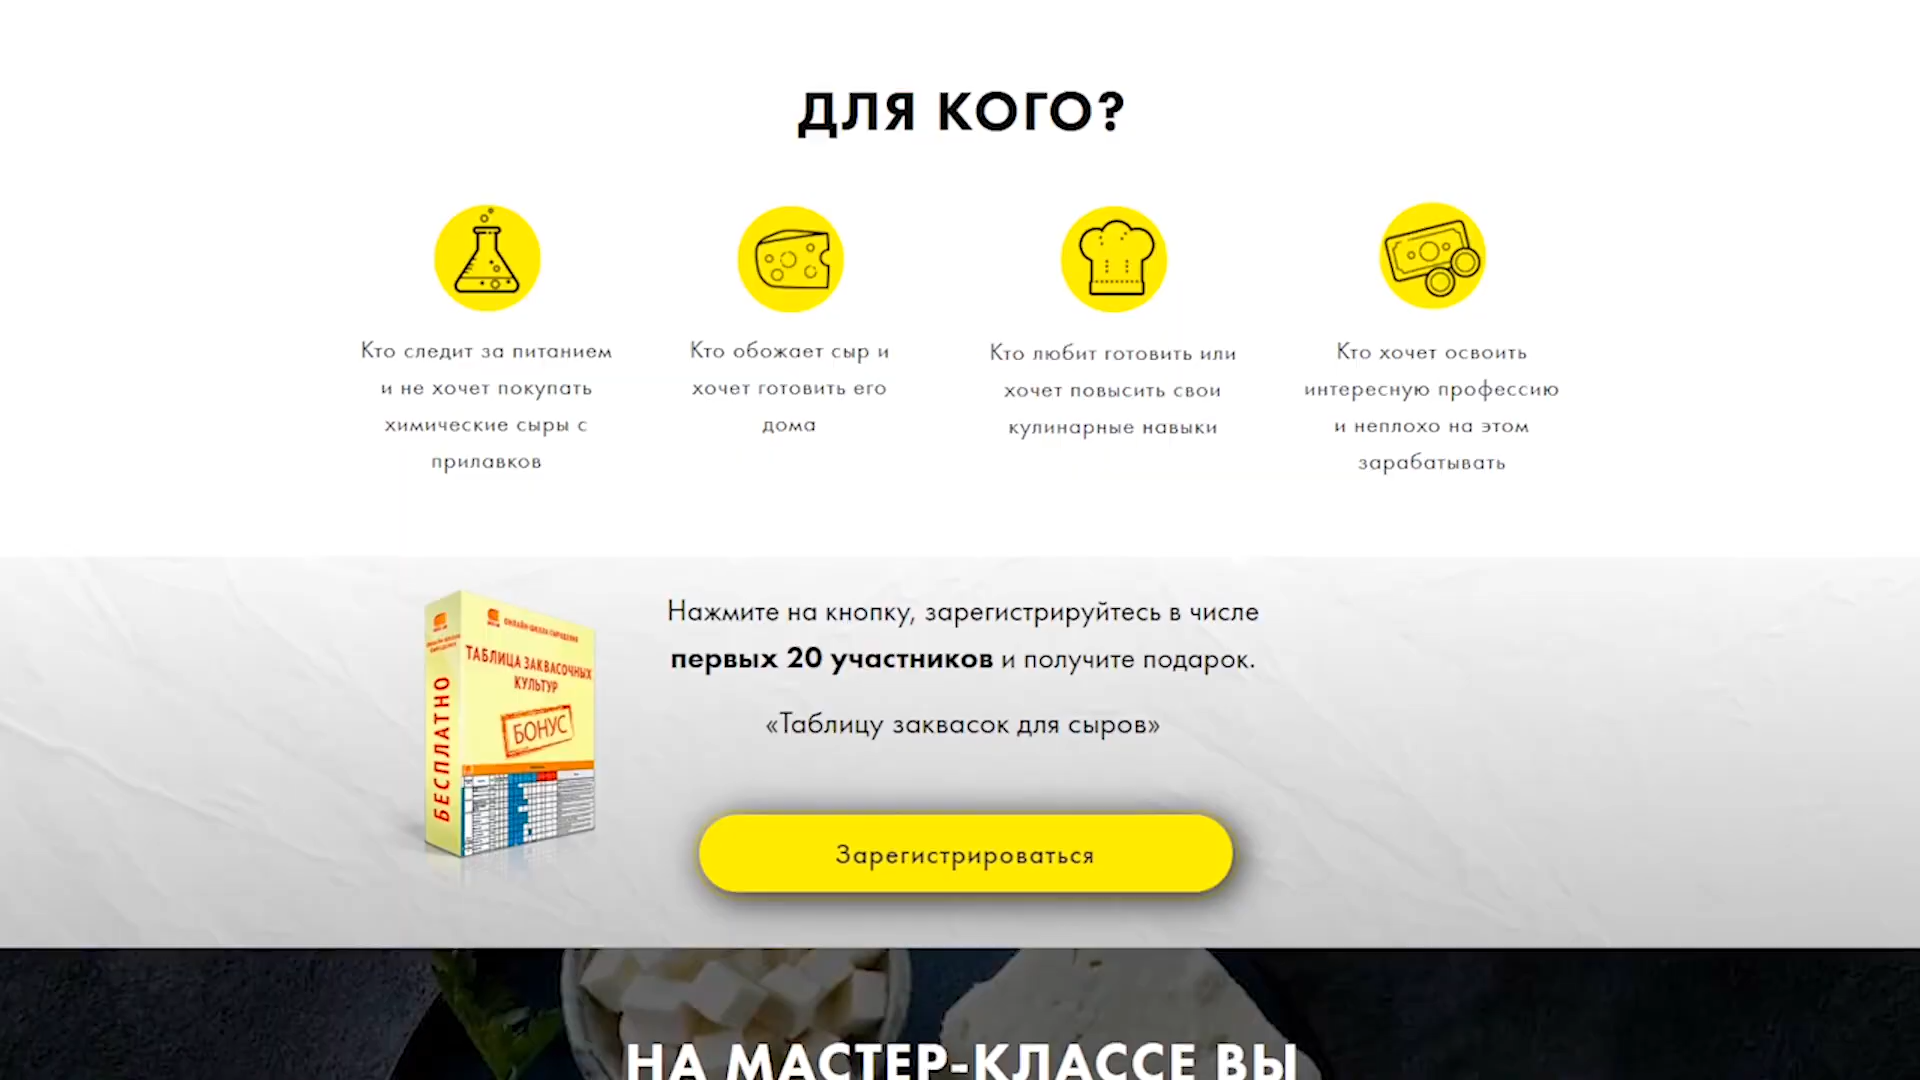 ДЛЯ КОГО?
Кто следит за питанием
и не хочет покупать
химические сыры с
прилавков
Кто обожает сыр и
хочет готовить его
дома
Кто любит готовить или
хочет повысить свои
кулинарные навыки
Кто хочет освоить
интересную профессию
и неплохо на этом
зарабатывать
БЕСПЛАТНО
ОНЛАЙН-ШКОЛА СЫРОДЕЛИЯ
ТАБЛИЦА ЗАКВАСОЧНЫХ
КУЛЬТУР
БОНУС
Нажмите на кнопку, зарегистрируйтесь в числе
первых 20 участников и получите подарок.
«Таблицу заквасок для сыров»
Зарегистрироваться
НА МАСТЕР-КЛАССЕ ВЫ